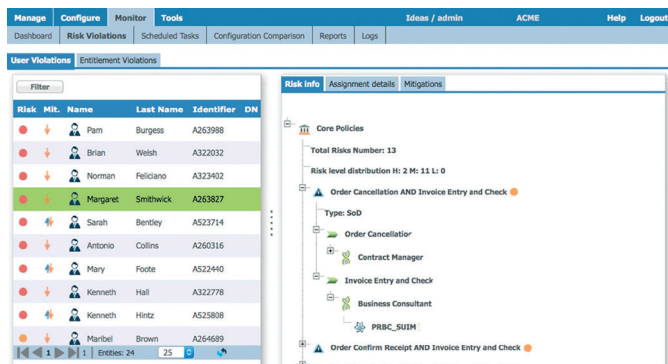 Manage Configure Monitor Tools Ideas / admin ACME Help Logout
Dashboard Risk Violations Scheduled Tasks Configuration Comparison Reports Logs
User Violations Entitlement Violations
Filter
Risk Mit. Name Last Name Identifier DN
Pam Burgess A263988
Brian Welsh A322032
Norman Feliciano A323402
Margaret Smithwick A263827
Sarah Bentley A523714
Antonio Collins A260316
Mary Foote A522440
Kenneth Hall A322778
Kenneth Hintz A525808
Maribel Brown A264689
1 1 Entities: 24 25
Risk info Assignment details Mitigations
Core Policies
Total Risks Number: 13
Risk level distribution H: 2 M: 11 L: 0
Order Cancellation AND Invoice Entry and Check
Type: SoD
Order Cancellation
Contract Manager
Invoice Entry and Check
Business Consultant
PRBC_SUIM
Order Confirm Receipt AND Invoice Entry and Check